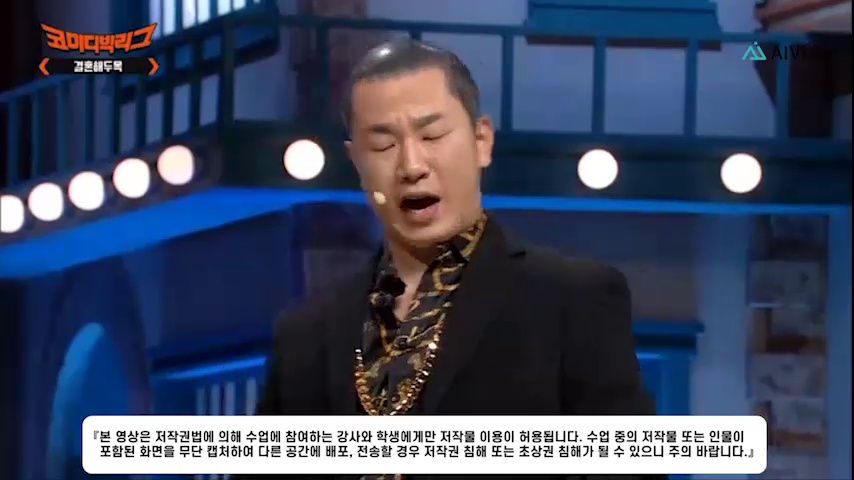 코미디빅리그
결혼해두목
AIVI
『본 영상은 저작권법에 의해 수업에 참여하는 강사와 학생에게만 저작물 이용이 허용됩니다. 수업 중의 저작물 또는 인물이
포함된 화면을 무단 캡처하여 다른 공간에 배포, 전송할 경우 저작권 침해 또는 초상권 침해가 될 수 있으니 주의 바랍니다.』